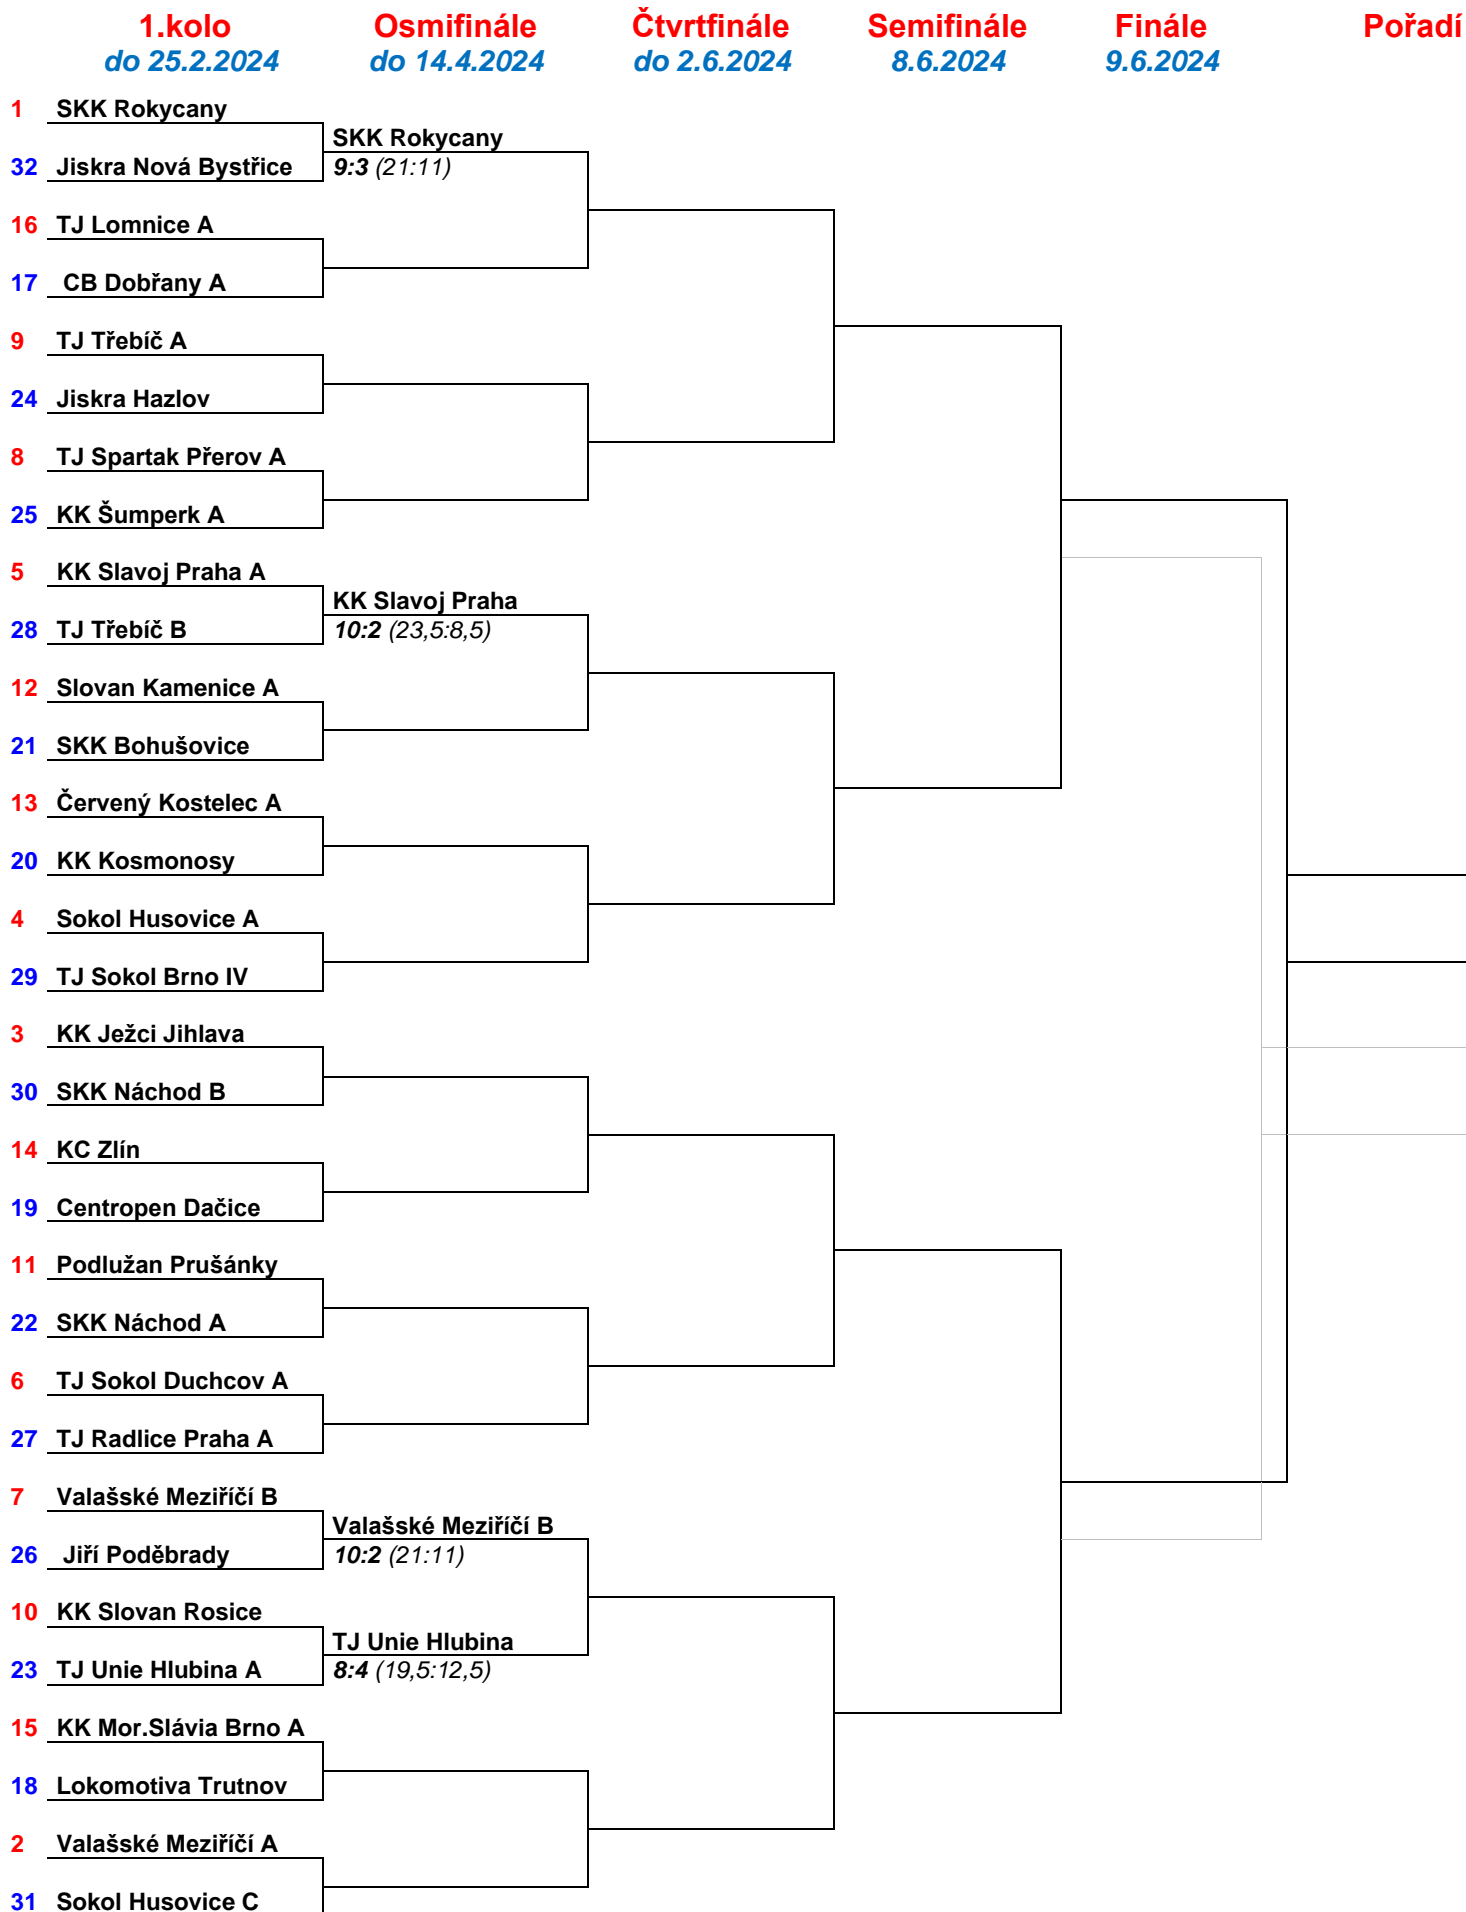 1.kolo Osmifinále Čtvrtfinále Semifinále Finále Pořadí
do 25.2.2024 do 14.4.2024 do 2.6.2024 8.6.2024 9.6.2024
1 SKK Rokycany
SKK Rokycany
32 Jiskra Nová Bystřice 9:3 (21:11)
16 TJ Lomnice A
17 CB Dobřany A
9 TJ Třebíč A
24 Jiskra Hazlov
8 TJ Spartak Přerov A
25 KK Šumperk A
5 KK Slavoj Praha A
KK Slavoj Praha
28 TJ Třebíč B 10:2 (23,5:8,5)
12 Slovan Kamenice A
21 SKK Bohušovice
13 Červený Kostelec A
20 KK Kosmonosy
4 Sokol Husovice A
29 TJ Sokol Brno IV
3 KK Ježci Jihlava
30 SKK Náchod B
14 KC Zlín
19 Centropen Dačice
11 Podlužan Prušánky
22 SKK Náchod A
6 TJ Sokol Duchcov A
27 TJ Radlice Praha A
7 Valašské Meziříčí B
Valašské Meziříčí B
26 Jiří Poděbrady 10:2 (21:11)
10 KK Slovan Rosice
TJ Unie Hlubina
23 TJ Unie Hlubina A 8:4 (19,5:12,5)
15 KK Mor.Slávia Brno A
18 Lokomotiva Trutnov
2 Valašské Meziříčí A
31 Sokol Husovice C